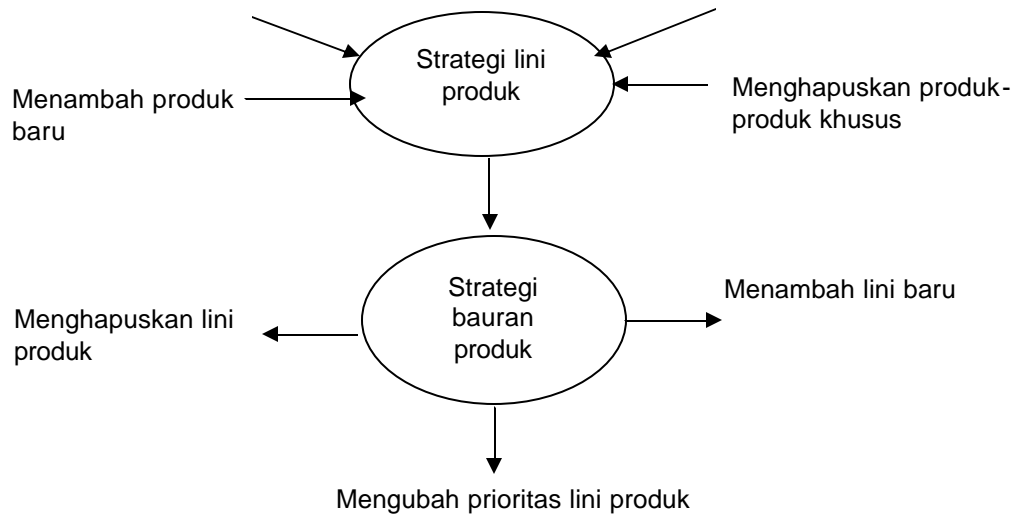 Strategi lini
produk
Menambah produk
baru
Menghapuskan produk-
produk khusus
Strategi
bauran
produk
Menambah lini baru
Menghapuskan lini
produk
Mengubah prioritas lini produk